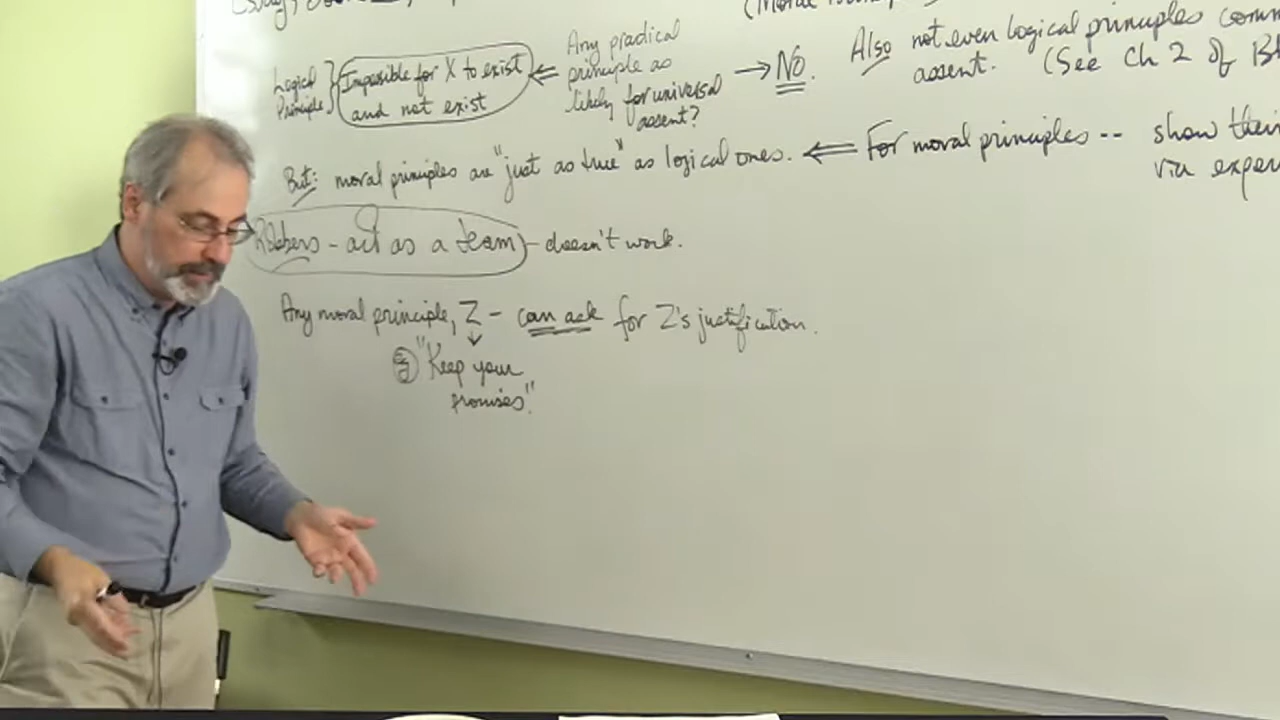 Essay,
(Moral
Logical Principle } Impossible for X to exist and not exist ⇐ Any practical principle as likely for universal assent? → No. Also not even logical principles comm
assent. (See Ch 2 of Bk
But: moral principles are "just as true" as logical ones. ⇐ For moral principles -- show their
via exper
Robbers - act as a team - doesn't work.
Any moral principle, Z - can ask for Z's justification.
eg "Keep your
promises".